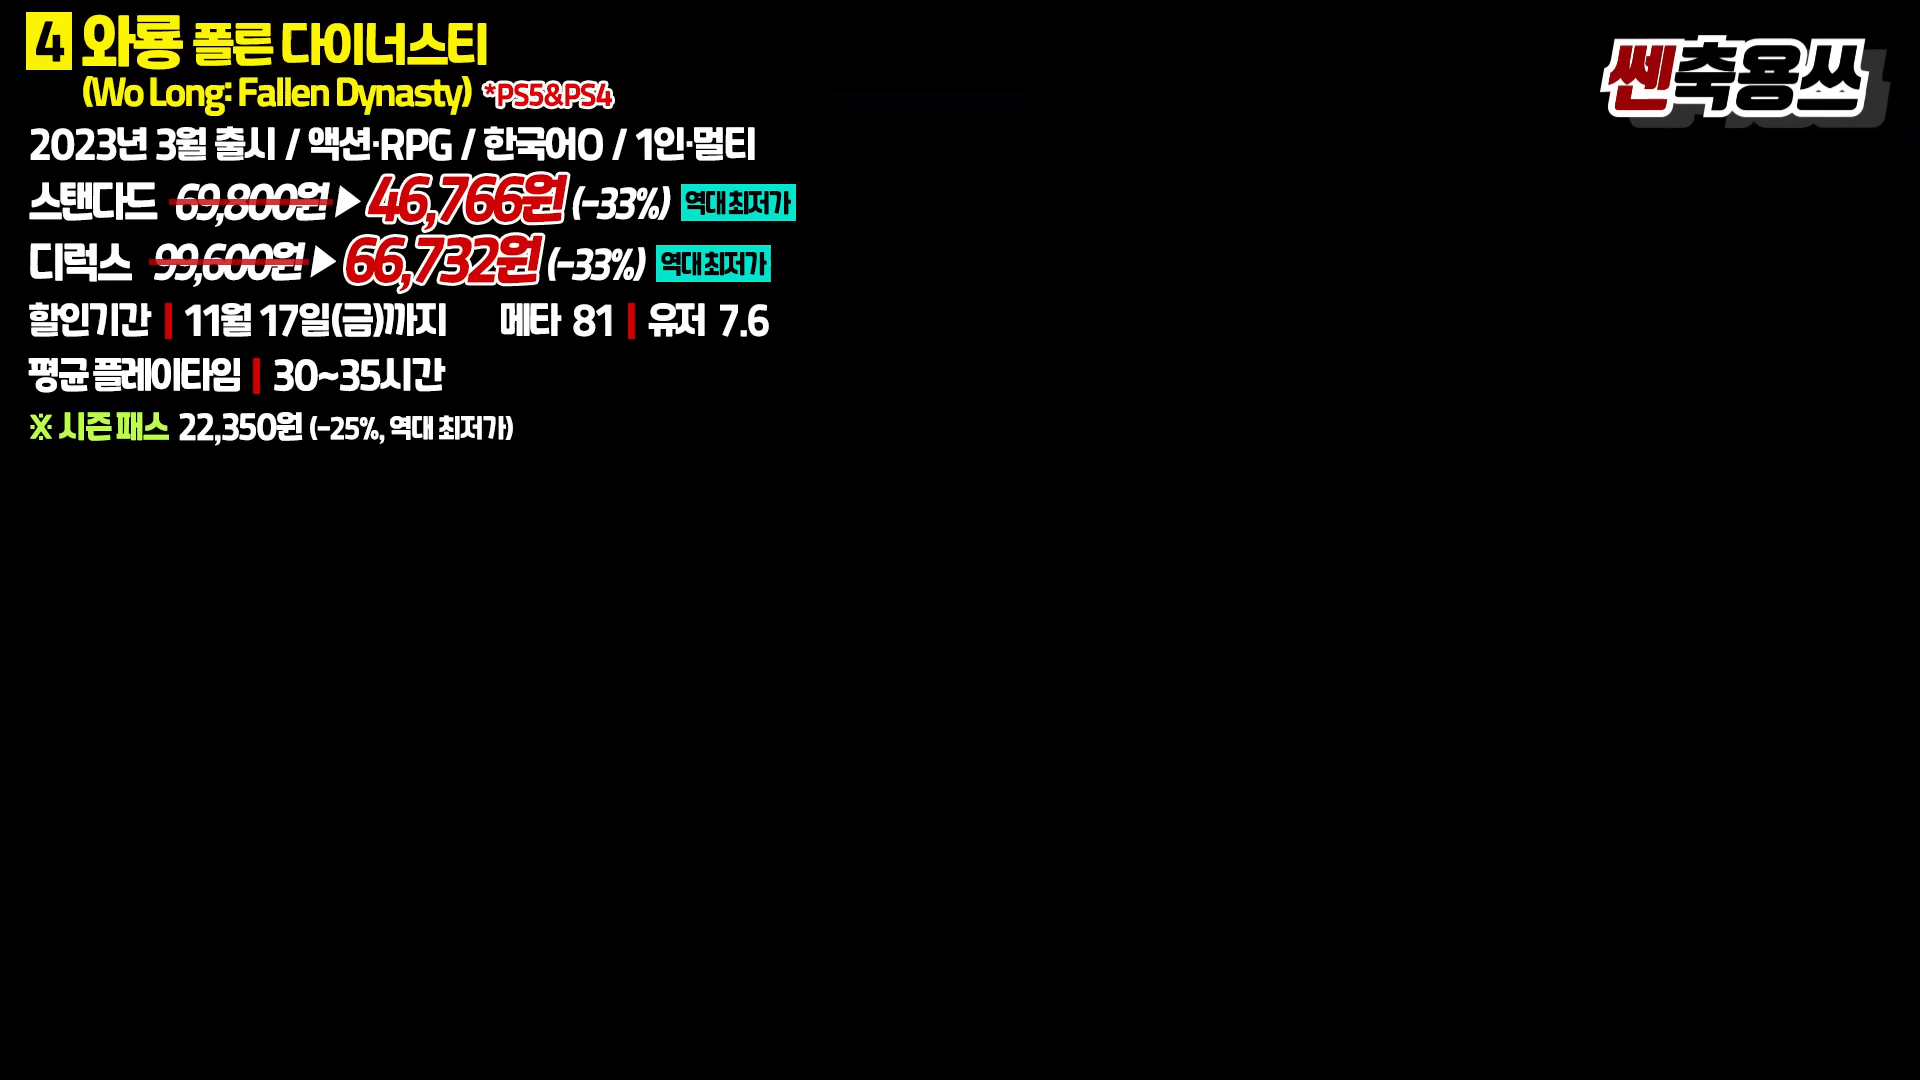 4 와룡 폴른 다이너스티
(Wo Long: Fallen Dynasty) *PS5&PS4
쎈축용쓰
2023년 3월 출시 / 액션·RPG / 한국어O / 1인·멀티
스탠다드 69,800원 ▶ 46,766원 (-33%) 역대 최저가
디럭스 99,600원 ▶ 66,732원 (-33%) 역대 최저가
할인기간 | 11월 17일(금)까지 메타 81 | 유저 7.6
평균 플레이타임 | 30~35시간
※ 시즌 패스 22,350원 (-25%, 역대 최저가)